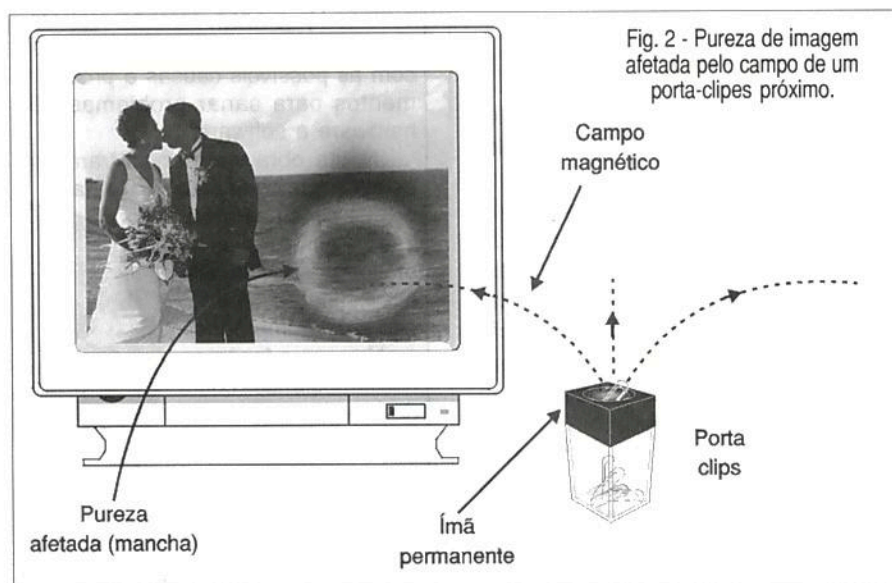 Fig. 2 - Pureza de imagem
afetada pelo campo de um
porta-clipes próximo.
Campo
magnético
Porta
clips
Pureza
afetada (mancha)
Ímã
permanente